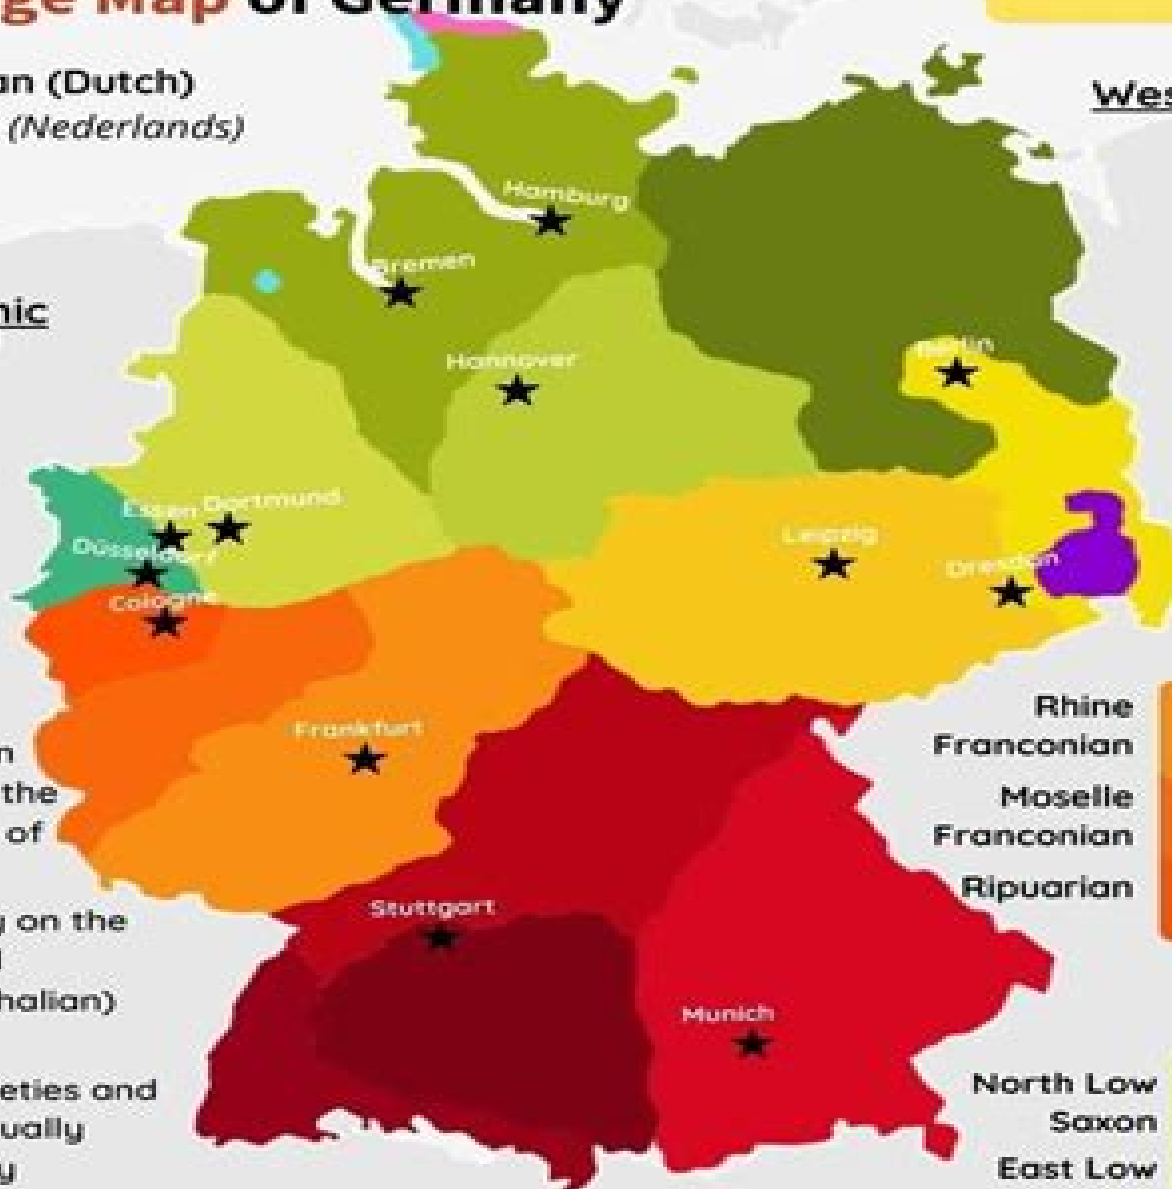 ge Map of Germany
an (Dutch)
(Nederlands)
Wes
Hamburg
Bremen
nic
Berlin
Hannover
Essen Dortmund
Leipzig
Düsseldorf
Dresden
Cologne
Rhine
Franconian
Frankfurt
n
the
Moselle
Franconian
of
Ripuarian
Stuttgart
y on the
halian)
Munich
eties and
North Low
Saxon
ually
East Low
y